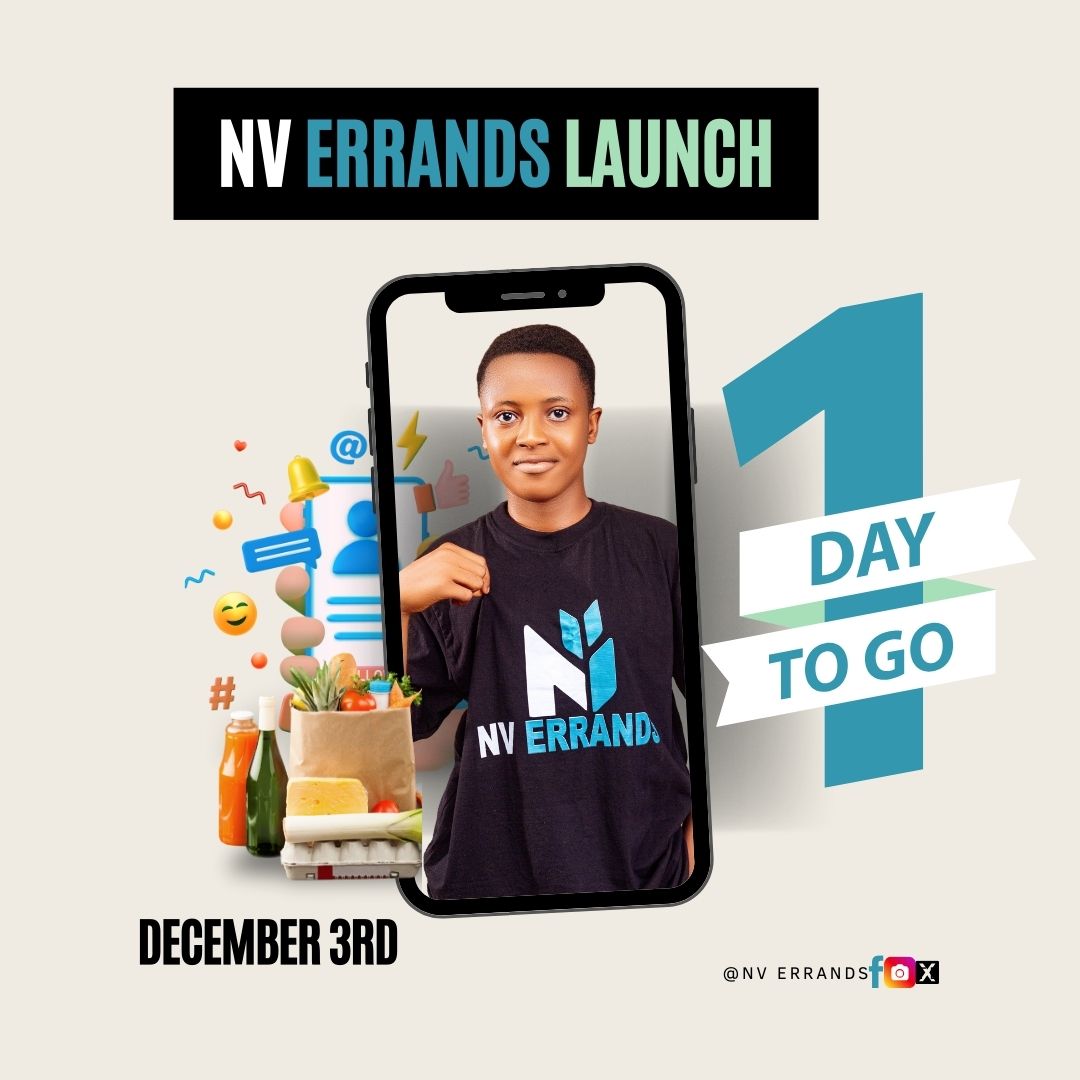 NV ERRANDS LAUNCH
1
DAY
TO GO
@
#
NV ERRANDS
DECEMBER 3RD
@NV ERRANDS